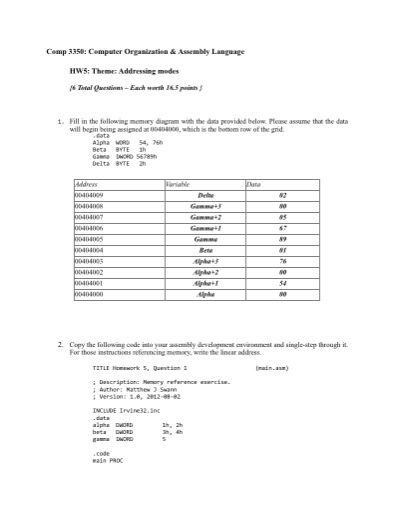 Comp 3350: Computer Organization & Assembly Language
HW5: Theme: Addressing modes
[6 Total Questions – Each worth 16.5 points ]
1. Fill in the following memory diagram with the data provided below. Please assume that the data
will begin being assigned at 00404000, which is the bottom row of the grid.
.data
Alpha WORD 54, 76h
Beta BYTE 1h
Gamma DWORD 56789h
Delta BYTE 2h
Address Variable Data
00404009 Delta 02
00404008 Gamma+3 00
00404007 Gamma+2 05
00404006 Gamma+1 67
00404005 Gamma 89
00404004 Beta 01
00404003 Alpha+3 76
00404002 Alpha+2 00
00404001 Alpha+1 54
00404000 Alpha 00
2. Copy the following code into your assembly development environment and single-step through it.
For those instructions referencing memory, write the linear address.
TITLE Homework 5, Question 1 (main.asm)
; Description: Memory reference exercise.
; Author: Matthew J Swann
; Version: 1.0, 2012-08-02
INCLUDE Irvine32.inc
.data
alpha DWORD 1h, 2h
beta DWORD 3h, 4h
gamma DWORD 5
.code
main PROC